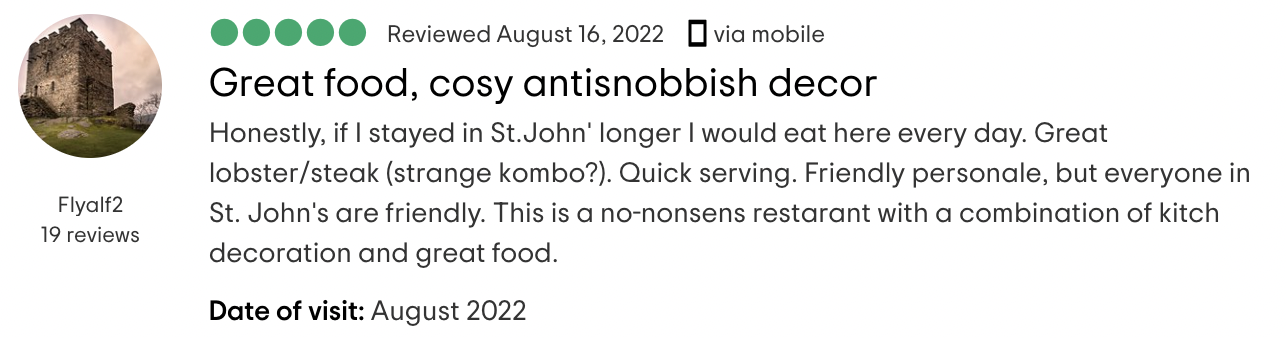 Reviewed August 16, 2022 via mobile
Great food, cosy antisnobbish decor
Honestly, if I stayed in St.John' longer I would eat here every day. Great
lobster/steak (strange kombo?). Quick serving. Friendly personale, but everyone in
St. John's are friendly. This is a no-nonsens restarant with a combination of kitch
decoration and great food.
Date of visit: August 2022
Flyalf2
19 reviews